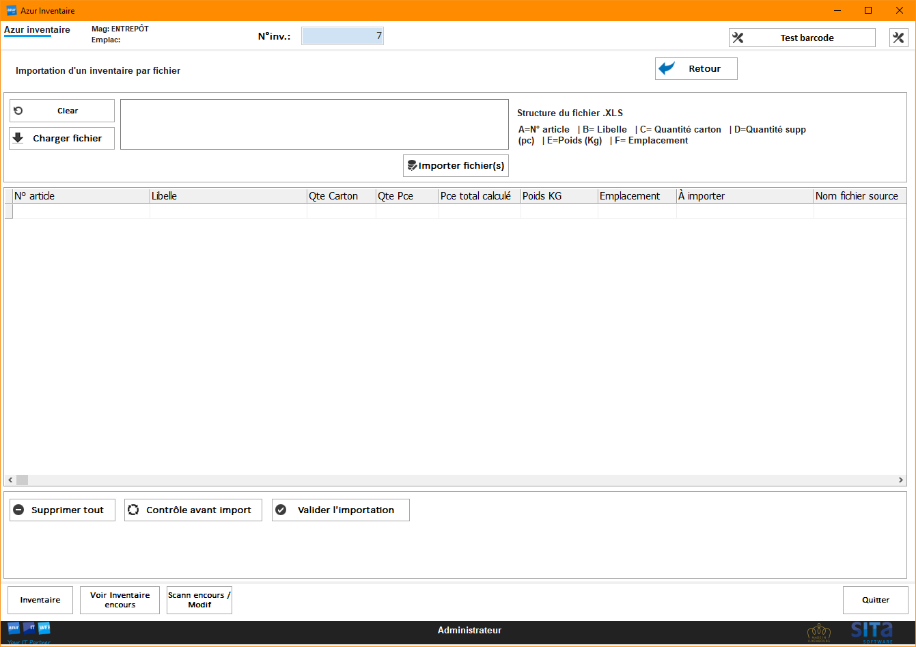 Azur Inventaire
Azur inventaire
Mag: ENTREPÔT
Emplac:
N°inv.: 7
Test barcode
Importation d'un inventaire par fichier
Retour
Clear
Charger fichier
Structure du fichier .XLS
A=N° article | B= Libelle | C= Quantité carton | D=Quantité supp
(pc) | E=Poids (Kg) | F= Emplacement
Importer fichier(s)
N° article Libelle Qte Carton Qte Pce Pce total calculé Poids KG Emplacement À importer Nom fichier source
Supprimer tout
Contrôle avant import
Valider l'importation
Inventaire
Voir Inventaire
encours
Scann encours /
Modif
Quitter
Your IT Partner
Administrateur
SITa
SOFTWARE